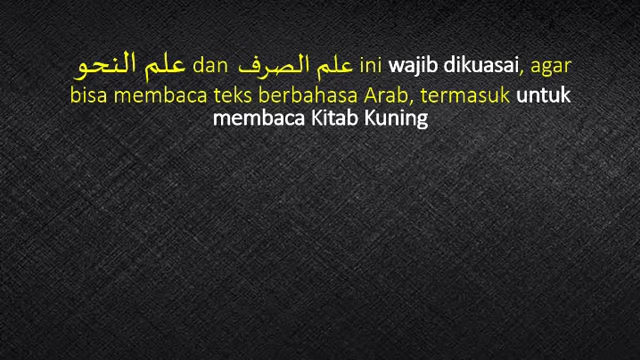 علم النحو dan علم الصرف ini wajib dikuasai, agar
bisa membaca teks berbahasa Arab, termasuk untuk
membaca Kitab Kuning